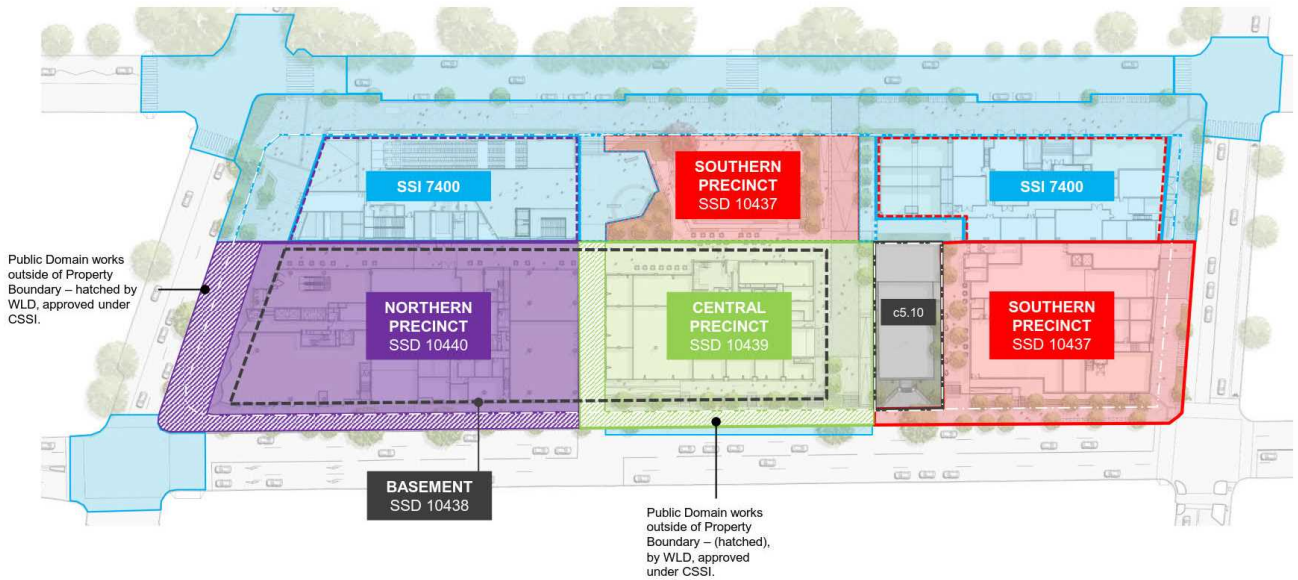 SOUTHERN
PRECINCT
SSD 10437
SSI 7400
SSI 7400
Public Domain works
outside of Property
Boundary – hatched by
WLD, approved under
CSSI.
NORTHERN
PRECINCT
SSD 10440
CENTRAL
PRECINCT
SSD 10439
c5.10
SOUTHERN
PRECINCT
SSD 10437
BASEMENT
SSD 10438
Public Domain works
outside of Property
Boundary – (hatched),
by WLD, approved
under CSSI.